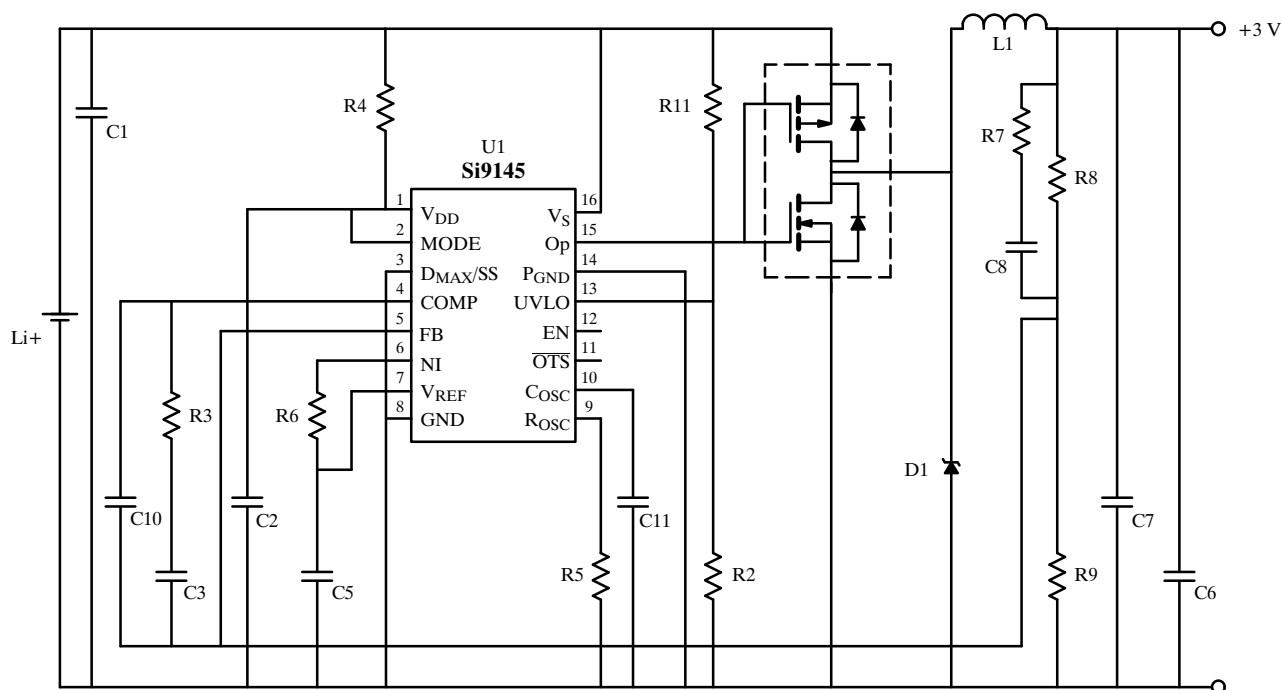 +3 V
L1
C1
R4
R11
R7
R8
U1
Si9145
1
VDD
VS
16
2
MODE
Op
15
3
DMAX/SS
PGND
14
4
COMP
UVLO
13
5
FB
EN
12
6
NI
OTS
11
7
VREF
COSC
10
8
GND
ROSC
9
C8
Li+
R3
R6
D1
C10
C2
C11
C7
C3
C5
R5
R2
R9
C6